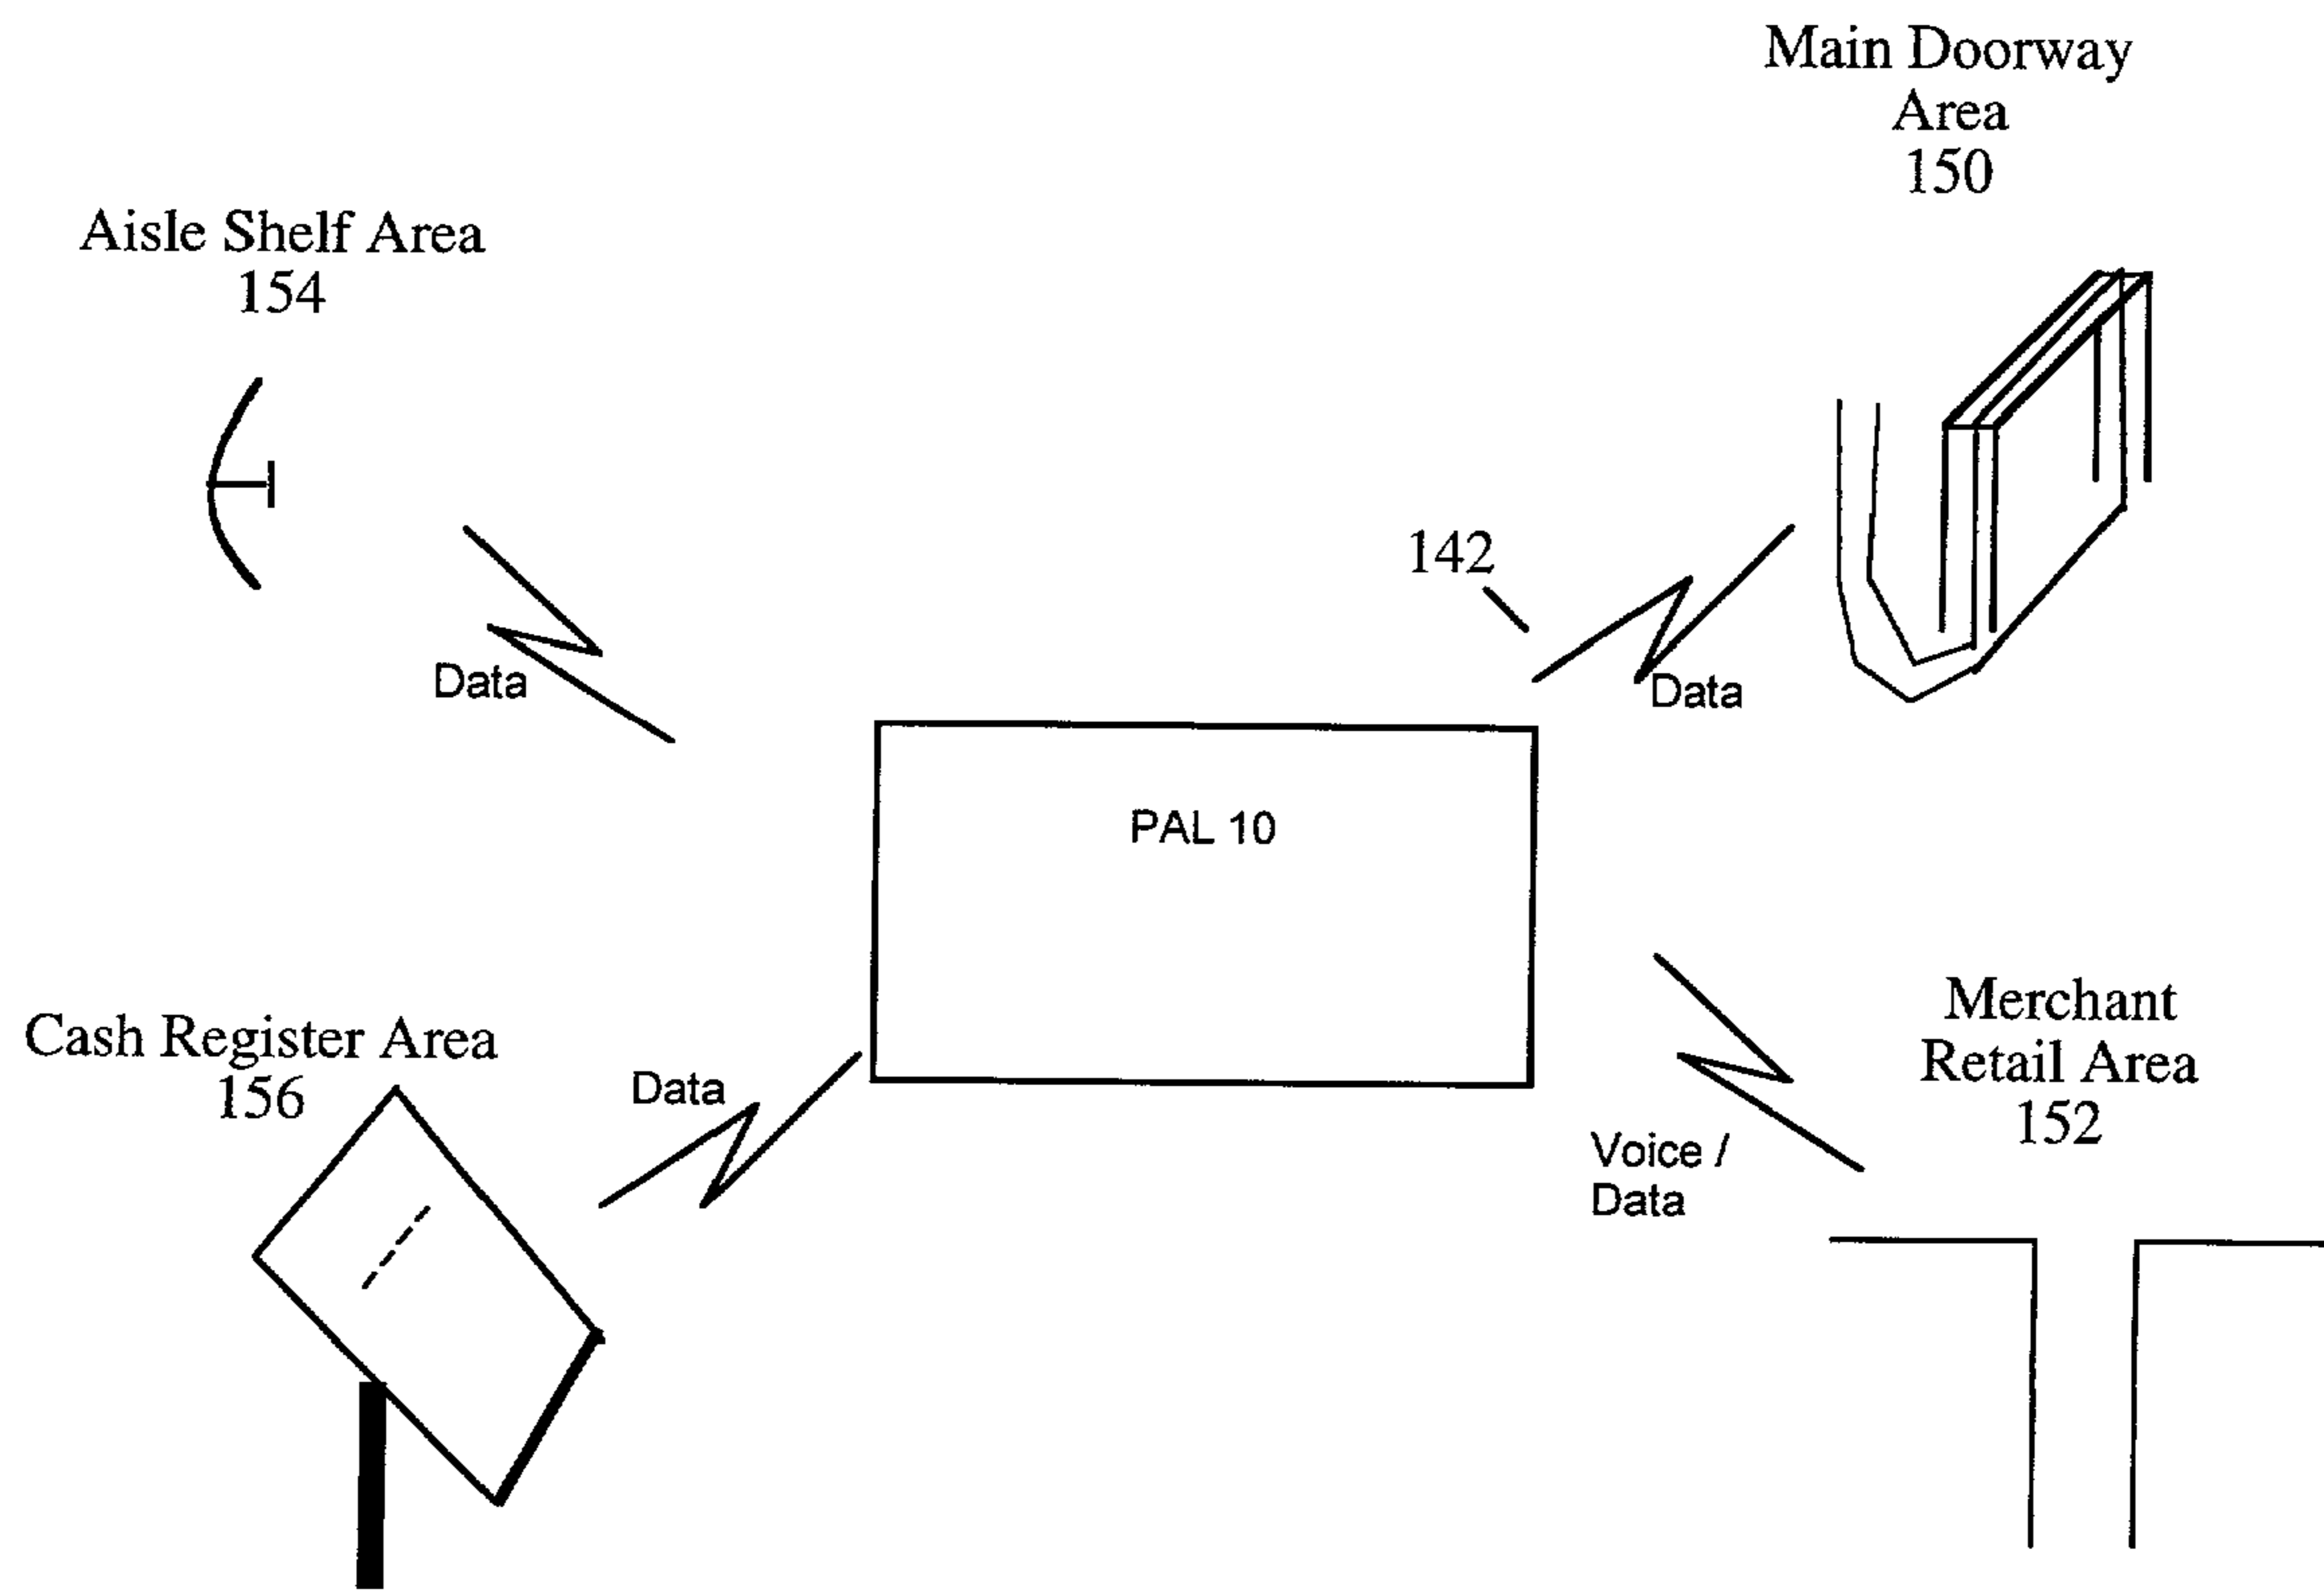 Main Doorway
Area
150
Aisle Shelf Area
154
142
Data
Data
PAL 10
Cash Register Area
156
Data
Merchant
Retail Area
152
Voice /
Data